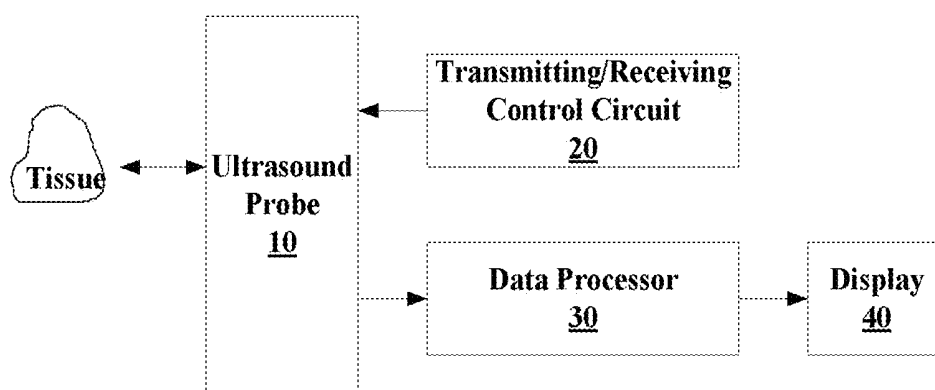 Tissue
Ultrasound
Probe
10
Transmitting/Receiving
Control Circuit
20
Data Processor
30
Display
40